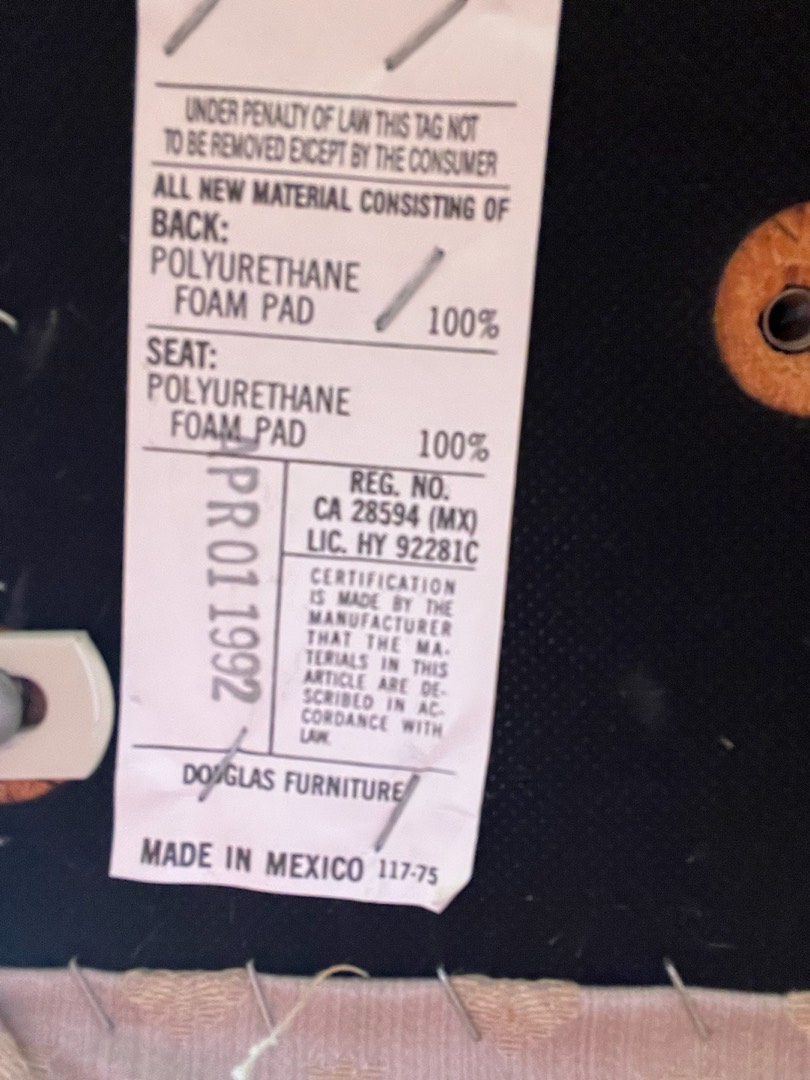 UNDER PENALTY OF LAW THIS TAG NOT
TO BE REMOVED EXCEPT BY THE CONSUMER
ALL NEW MATERIAL CONSISTING OF
BACK:
POLYURETHANE
FOAM PAD 100%
SEAT:
POLYURETHANE
FOAM PAD 100%
APR 01 1992
REG. NO.
CA 28594 (MX)
LIC. HY 92281C
CERTIFICATION
IS MADE BY THE
MANUFACTURER
THAT THE MA-
TERIALS IN THIS
ARTICLE ARE DE-
SCRIBED IN AC-
CORDANCE WITH
LAW.
DOUGLAS FURNITURE
MADE IN MEXICO 117-75